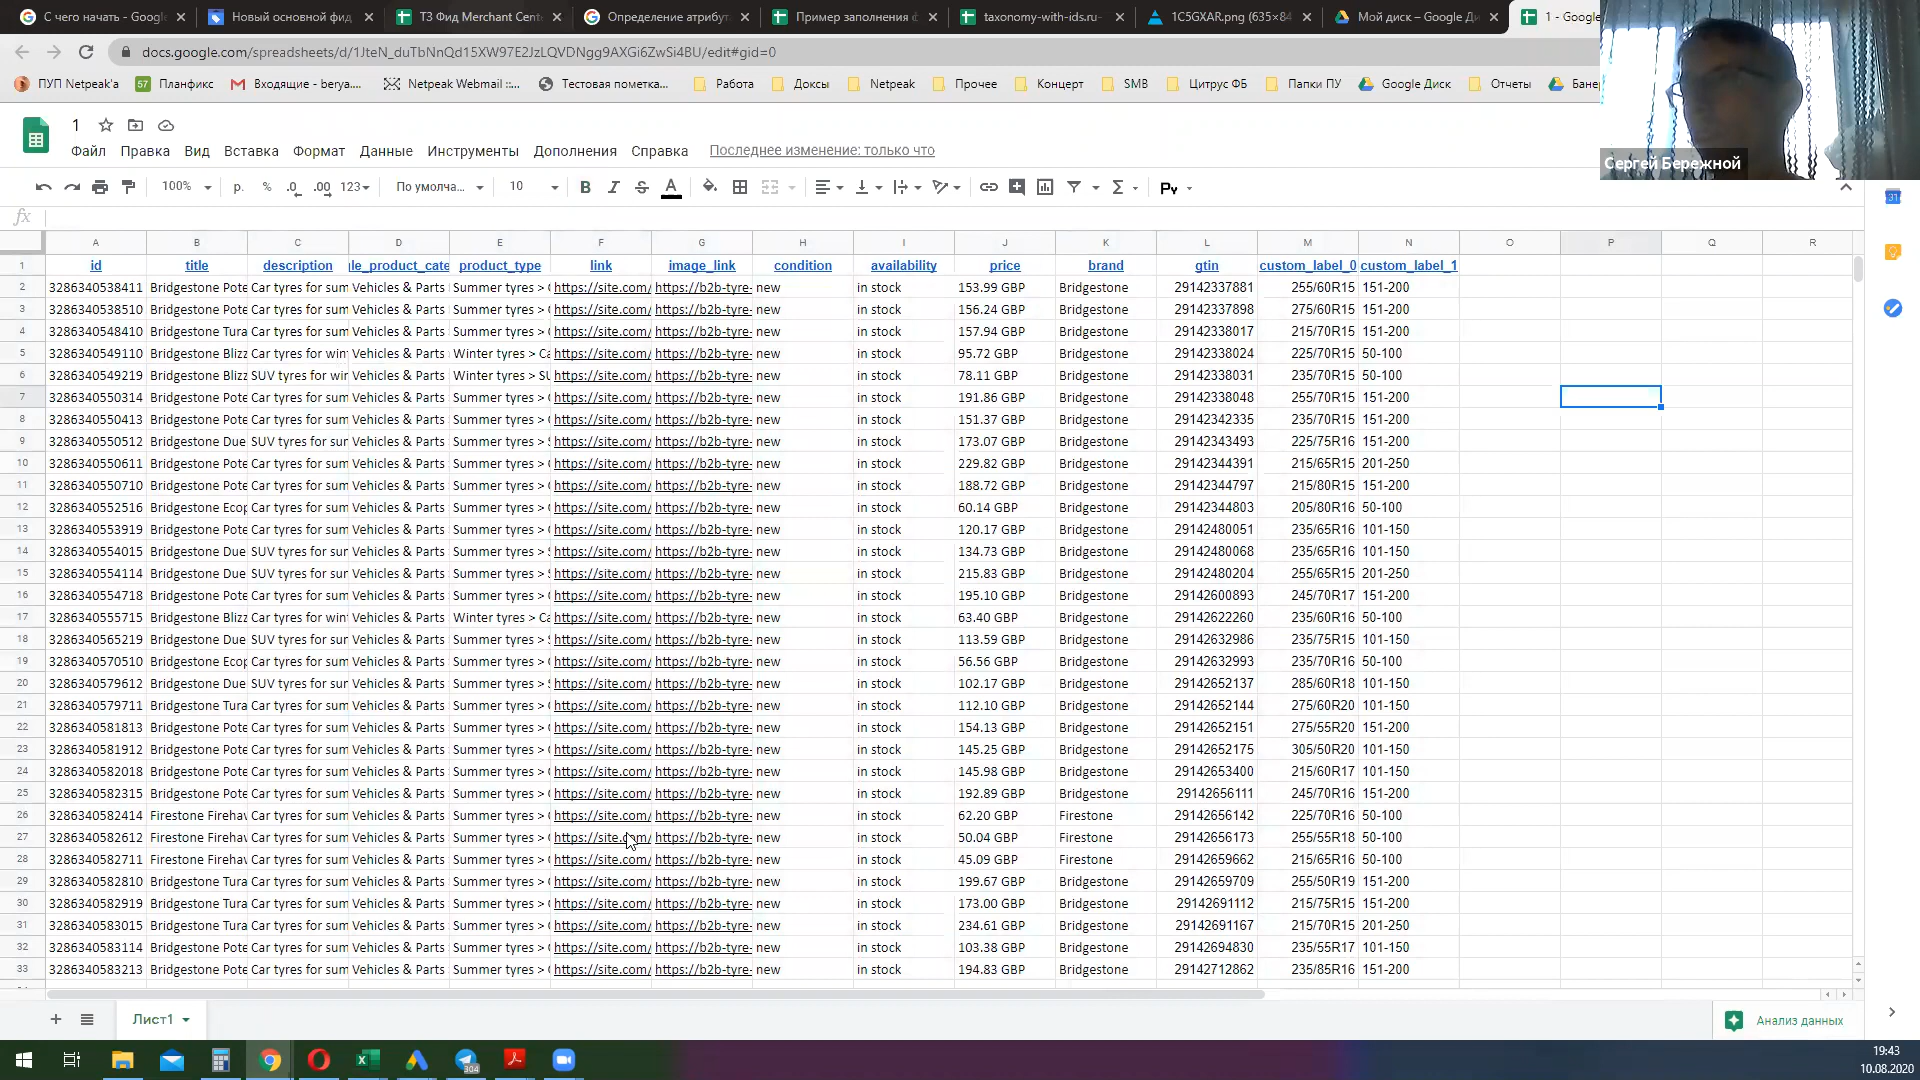 С чего начать - Google
Новый основной фид
ТЗ Фид Merchant Cent
Определение атрибут
Пример заполнения ф
taxonomy-with-ids.ru-
1C5GXAR.png (635×84
Мой диск – Google Ди
1 - Google
docs.google.com/spreadsheets/d/1JteN_duTbNnQd15XW97E2JzLQVDNgg9AXGi6ZwSi4BU/edit#gid=0
ПУП Netpeak'a
57 Планфикс
Входящие - berya...
Netpeak Webmail ::.
Тестовая пометка...
Работа
Доксы
Netpeak
Прочее
Концерт
SMB
Цитрус ФБ
Папки ПУ
Google Диск
Отчеты
Бане
Сергей Бережной
1
Файл Правка Вид Вставка Формат Данные Инструменты Дополнения Справка Последнее изменение: только что
100% р. % .0 .00 123 По умолча... 10 B I S A Σ Ру
fx
A B C D E F G H I J K L M N O P Q R
1 id title description le_product_cate product_type link image_link condition availability price brand gtin custom_label_0 custom_label_1
2 3286340538411 Bridgestone Pote Car tyres for sum Vehicles & Parts Summer tyres > https://site.com/ https://b2b-tyre- new in stock 153.99 GBP Bridgestone 29142337881 255/60R15 151-200
3 3286340538510 Bridgestone Pote Car tyres for sum Vehicles & Parts Summer tyres > https://site.com/ https://b2b-tyre- new in stock 156.24 GBP Bridgestone 29142337898 275/60R15 151-200
4 3286340548410 Bridgestone Tura Car tyres for sum Vehicles & Parts Summer tyres > https://site.com/ https://b2b-tyre- new in stock 157.94 GBP Bridgestone 29142338017 215/70R15 151-200
5 3286340549110 Bridgestone Blizz Car tyres for win Vehicles & Parts Winter tyres > Ca https://site.com/ https://b2b-tyre- new in stock 95.72 GBP Bridgestone 29142338024 225/70R15 50-100
6 3286340549219 Bridgestone Blizz SUV tyres for wir Vehicles & Parts Winter tyres > SU https://site.com/ https://b2b-tyre- new in stock 78.11 GBP Bridgestone 29142338031 235/70R15 50-100
7 3286340550314 Bridgestone Pote Car tyres for sum Vehicles & Parts Summer tyres > https://site.com/ https://b2b-tyre- new in stock 191.86 GBP Bridgestone 29142338048 255/70R15 151-200
8 3286340550413 Bridgestone Pote Car tyres for sum Vehicles & Parts Summer tyres > https://site.com/ https://b2b-tyre- new in stock 151.37 GBP Bridgestone 29142342335 235/70R15 151-200
9 3286340550512 Bridgestone Due SUV tyres for sur Vehicles & Parts Summer tyres > https://site.com/ https://b2b-tyre- new in stock 173.07 GBP Bridgestone 29142343493 225/75R16 151-200
10 3286340550611 Bridgestone Pote Car tyres for sum Vehicles & Parts Summer tyres > https://site.com/ https://b2b-tyre- new in stock 229.82 GBP Bridgestone 29142344391 215/65R15 201-250
11 3286340550710 Bridgestone Pote Car tyres for sum Vehicles & Parts Summer tyres > https://site.com/ https://b2b-tyre- new in stock 188.72 GBP Bridgestone 29142344797 215/80R15 151-200
12 3286340552516 Bridgestone Ecop Car tyres for sum Vehicles & Parts Summer tyres > https://site.com/ https://b2b-tyre- new in stock 60.14 GBP Bridgestone 29142344803 205/80R16 50-100
13 3286340553919 Bridgestone Pote Car tyres for sum Vehicles & Parts Summer tyres > https://site.com/ https://b2b-tyre- new in stock 120.17 GBP Bridgestone 29142480051 235/65R16 101-150
14 3286340554015 Bridgestone Due SUV tyres for sur Vehicles & Parts Summer tyres > https://site.com/ https://b2b-tyre- new in stock 134.73 GBP Bridgestone 29142480068 235/65R16 101-150
15 3286340554114 Bridgestone Due SUV tyres for sur Vehicles & Parts Summer tyres > https://site.com/ https://b2b-tyre- new in stock 215.83 GBP Bridgestone 29142480204 255/65R15 201-250
16 3286340554718 Bridgestone Pote Car tyres for sum Vehicles & Parts Summer tyres > https://site.com/ https://b2b-tyre- new in stock 195.10 GBP Bridgestone 29142600893 245/70R17 151-200
17 3286340555715 Bridgestone Blizz Car tyres for win Vehicles & Parts Winter tyres > Ca https://site.com/ https://b2b-tyre- new in stock 63.40 GBP Bridgestone 29142622260 235/60R16 50-100
18 3286340565219 Bridgestone Due SUV tyres for sur Vehicles & Parts Summer tyres > https://site.com/ https://b2b-tyre- new in stock 113.59 GBP Bridgestone 29142632986 235/75R15 101-150
19 3286340570510 Bridgestone Ecop Car tyres for sum Vehicles & Parts Summer tyres > https://site.com/ https://b2b-tyre- new in stock 56.56 GBP Bridgestone 29142632993 235/70R16 50-100
20 3286340579612 Bridgestone Due SUV tyres for sur Vehicles & Parts Summer tyres > https://site.com/ https://b2b-tyre- new in stock 102.17 GBP Bridgestone 29142652137 285/60R18 101-150
21 3286340579711 Bridgestone Tura Car tyres for sum Vehicles & Parts Summer tyres > https://site.com/ https://b2b-tyre- new in stock 112.10 GBP Bridgestone 29142652144 275/60R20 101-150
22 3286340581813 Bridgestone Pote Car tyres for sum Vehicles & Parts Summer tyres > https://site.com/ https://b2b-tyre- new in stock 154.13 GBP Bridgestone 29142652151 275/55R20 151-200
23 3286340581912 Bridgestone Pote Car tyres for sum Vehicles & Parts Summer tyres > https://site.com/ https://b2b-tyre- new in stock 145.25 GBP Bridgestone 29142652175 305/50R20 101-150
24 3286340582018 Bridgestone Pote Car tyres for sum Vehicles & Parts Summer tyres > https://site.com/ https://b2b-tyre- new in stock 145.98 GBP Bridgestone 29142653400 215/60R17 101-150
25 3286340582315 Bridgestone Pote Car tyres for sum Vehicles & Parts Summer tyres > https://site.com/ https://b2b-tyre- new in stock 192.89 GBP Bridgestone 29142656111 245/70R16 151-200
26 3286340582414 Firestone Firehav Car tyres for sum Vehicles & Parts Summer tyres > https://site.com/ https://b2b-tyre- new in stock 62.20 GBP Firestone 29142656142 225/70R16 50-100
27 3286340582612 Firestone Firehav Car tyres for sum Vehicles & Parts Summer tyres > https://site.com/ https://b2b-tyre- new in stock 50.04 GBP Firestone 29142656173 255/55R18 50-100
28 3286340582711 Firestone Firehav Car tyres for sum Vehicles & Parts Summer tyres > https://site.com/ https://b2b-tyre- new in stock 45.09 GBP Firestone 29142659662 215/65R16 50-100
29 3286340582810 Bridgestone Tura Car tyres for sum Vehicles & Parts Summer tyres > https://site.com/ https://b2b-tyre- new in stock 199.67 GBP Bridgestone 29142659709 255/50R19 151-200
30 3286340582919 Bridgestone Tura Car tyres for sum Vehicles & Parts Summer tyres > https://site.com/ https://b2b-tyre- new in stock 173.00 GBP Bridgestone 29142691112 215/75R15 151-200
31 3286340583015 Bridgestone Tura Car tyres for sum Vehicles & Parts Summer tyres > https://site.com/ https://b2b-tyre- new in stock 234.61 GBP Bridgestone 29142691167 215/70R15 201-250
32 3286340583114 Bridgestone Pote Car tyres for sum Vehicles & Parts Summer tyres > https://site.com/ https://b2b-tyre- new in stock 103.38 GBP Bridgestone 29142694830 235/55R17 101-150
33 3286340583213 Bridgestone Pote Car tyres for sum Vehicles & Parts Summer tyres > https://site.com/ https://b2b-tyre- new in stock 194.83 GBP Bridgestone 29142712862 235/85R16 151-200
Лист1
Анализ данных
304
19:43
10.08.2020